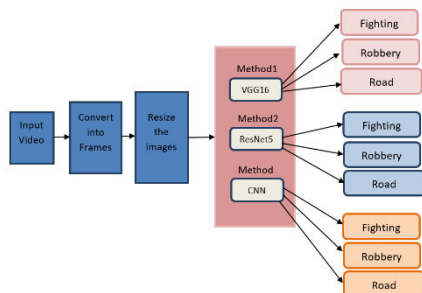 Input
Video
Convert
into
Frames
Resize
the
images
Method1
VGG16
Method2
ResNet5
Method
CNN
Fighting
Robbery
Road
Fighting
Robbery
Road
Fighting
Robbery
Road